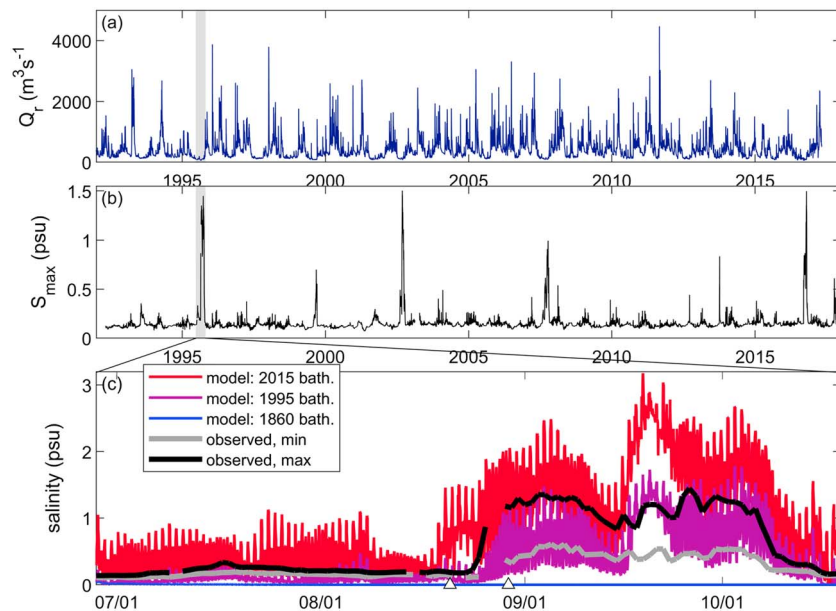 (a)
Q_r (m³s⁻¹)
4000
2000
0
1995
2000
2005
2010
2015
(b)
S_max (psu)
1.5
1
0.5
0
1995
2000
2005
2010
2015
(c)
salinity (psu)
3
2
1
0
model: 2015 bath.
model: 1995 bath.
model: 1860 bath.
observed, min
observed, max
07/01
08/01
09/01
10/01